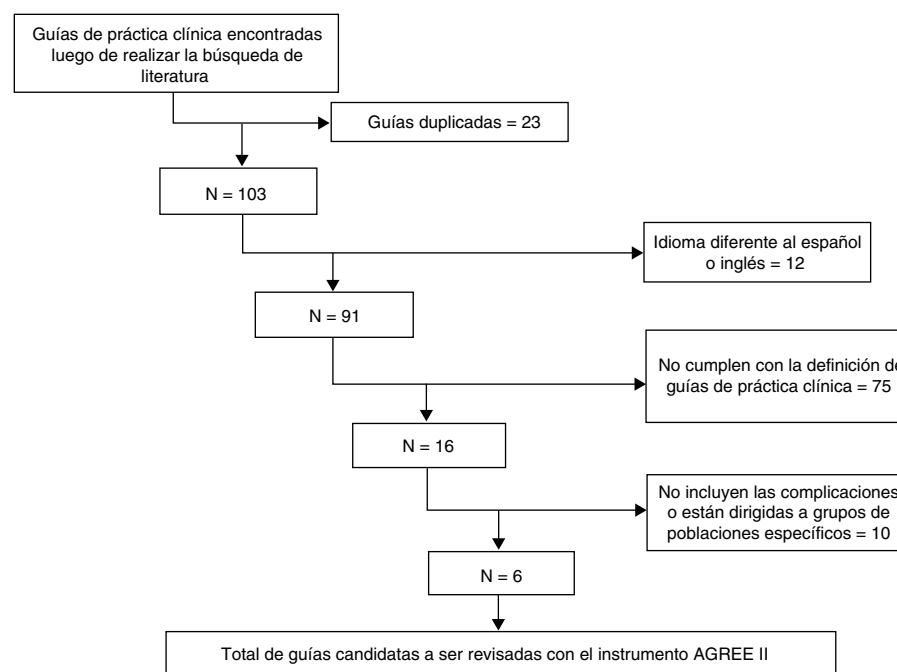 Guías de práctica clínica encontradas
luego de realizar la búsqueda de
literatura
Guías duplicadas = 23
N = 103
Idioma diferente al español
o inglés = 12
N = 91
No cumplen con la definición de
guías de práctica clínica = 75
N = 16
No incluyen las complicaciones
o están dirigidas a grupos de
poblaciones específicos = 10
N = 6
Total de guías candidatas a ser revisadas con el instrumento AGREE II